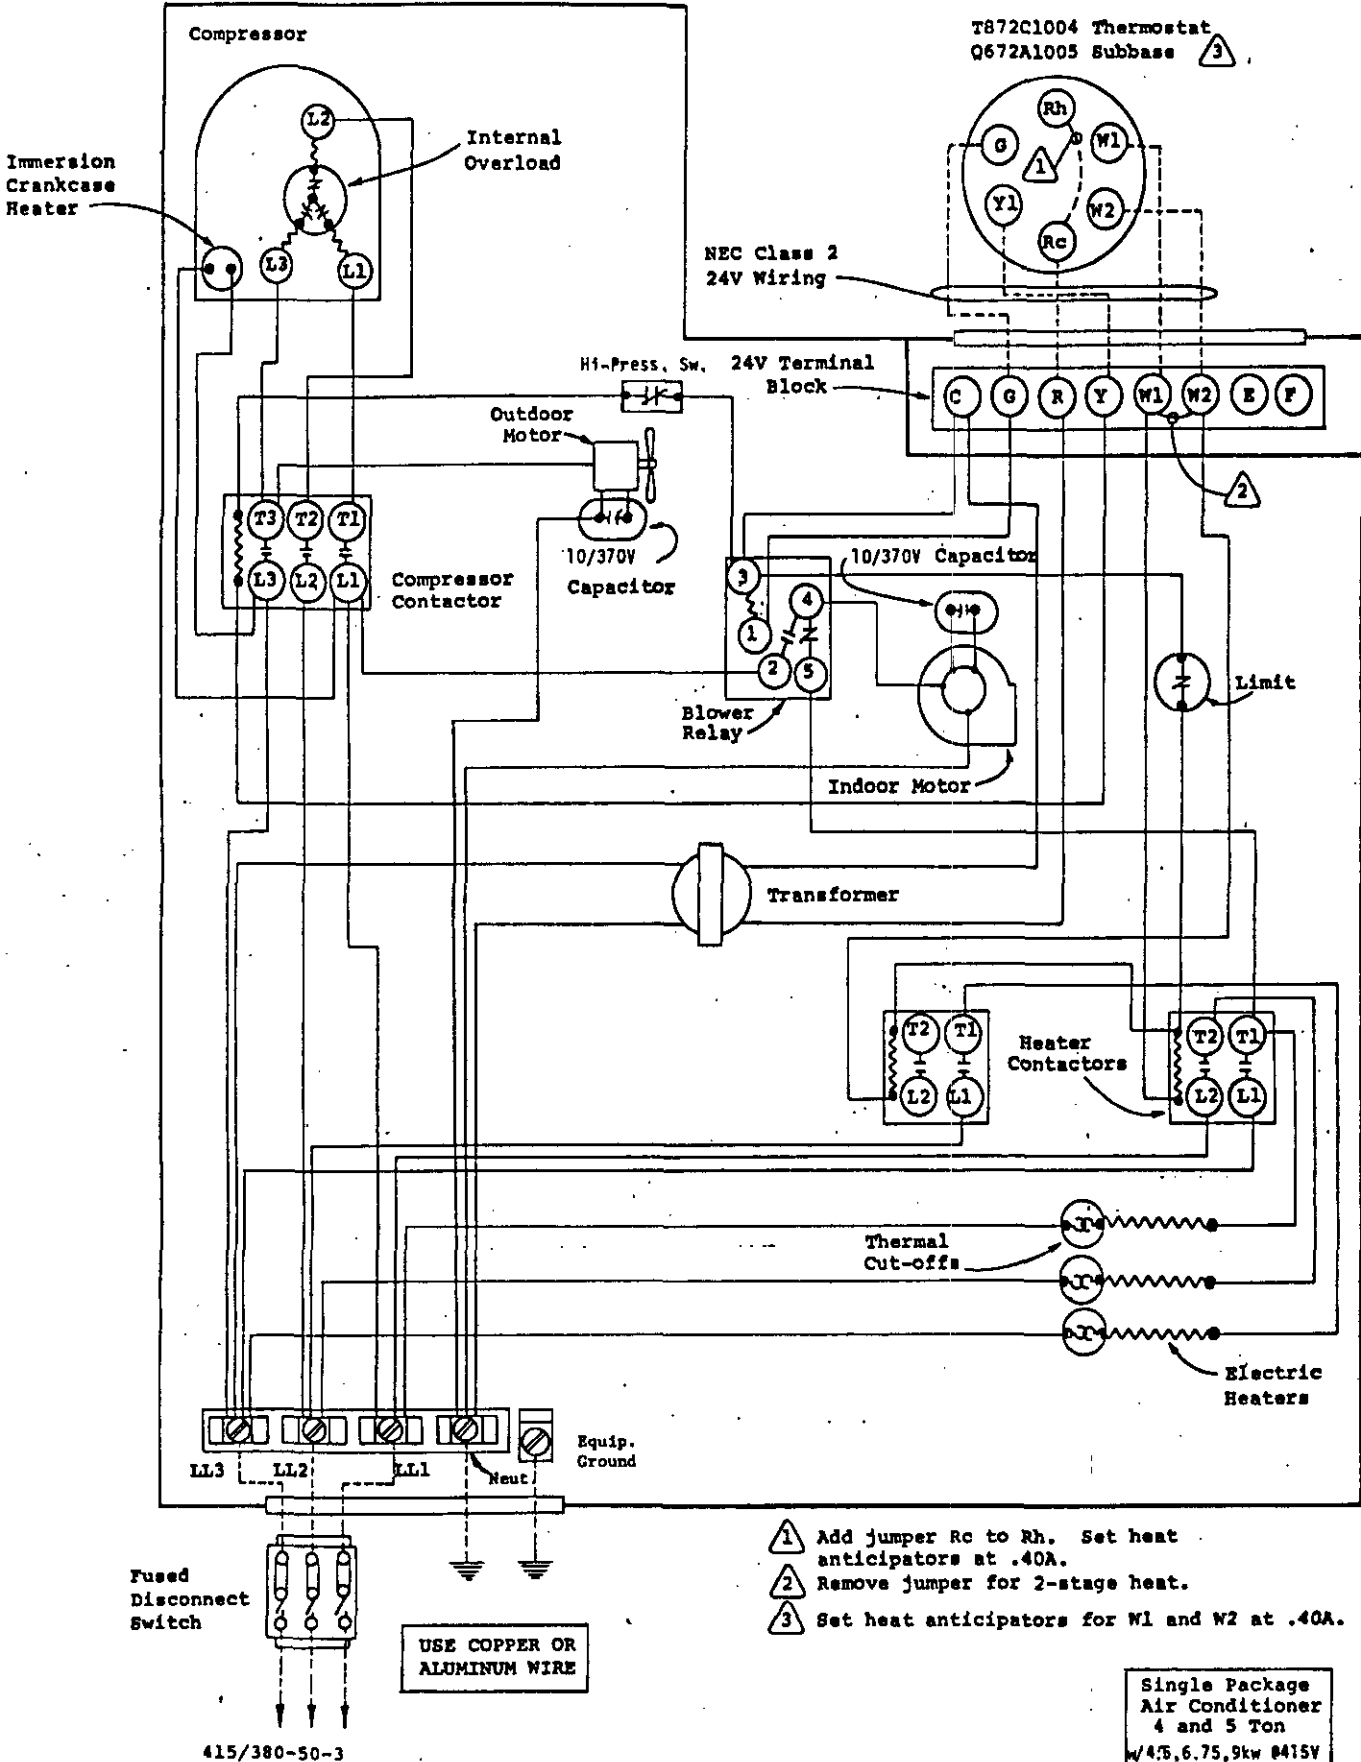 Compressor
T872C1004 Thermostat
Q672A1005 Subbase 3
L2
Internal
Overload
Immersion
Crankcase
Heater
L3
L1
Rh
G
W1
1
Y1
W2
Rc
NEC Class 2
24V Wiring
Hi-Press. Sw.
24V Terminal
Block
C G R Y W1 W2 E F
2
Outdoor
Motor
10/370V
Capacitor
T3 T2 T1
L3 L2 L1
Compressor
Contactor
10/370V Capacitor
3
4
1
2
5
Blower
Relay
Limit
Indoor Motor
Transformer
T2 T1
L2 L1
Heater
Contactors
T2 T1
L2 L1
Thermal
Cut-offs
Electric
Heaters
LL3 LL2 LL1 Neut
Equip.
Ground
Fused
Disconnect
Switch
1 Add jumper Rc to Rh. Set heat
anticipators at .40A.
2 Remove jumper for 2-stage heat.
3 Set heat anticipators for W1 and W2 at .40A.
USE COPPER OR
ALUMINUM WIRE
415/380-50-3
Single Package
Air Conditioner
4 and 5 Ton
w/4.5,6.75,9kw @415V